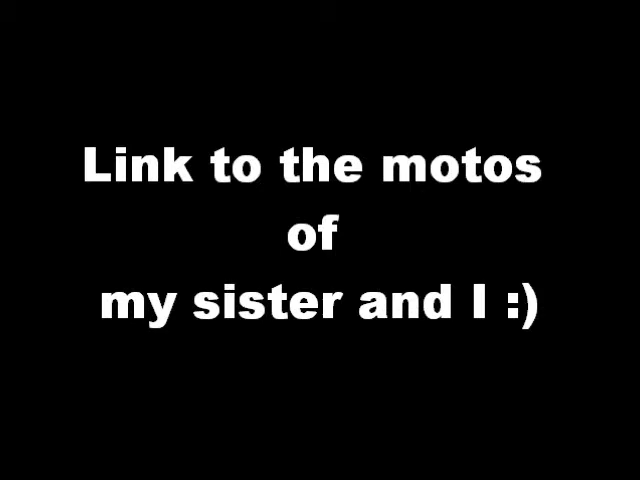 Link to the motos
of
my sister and I :)